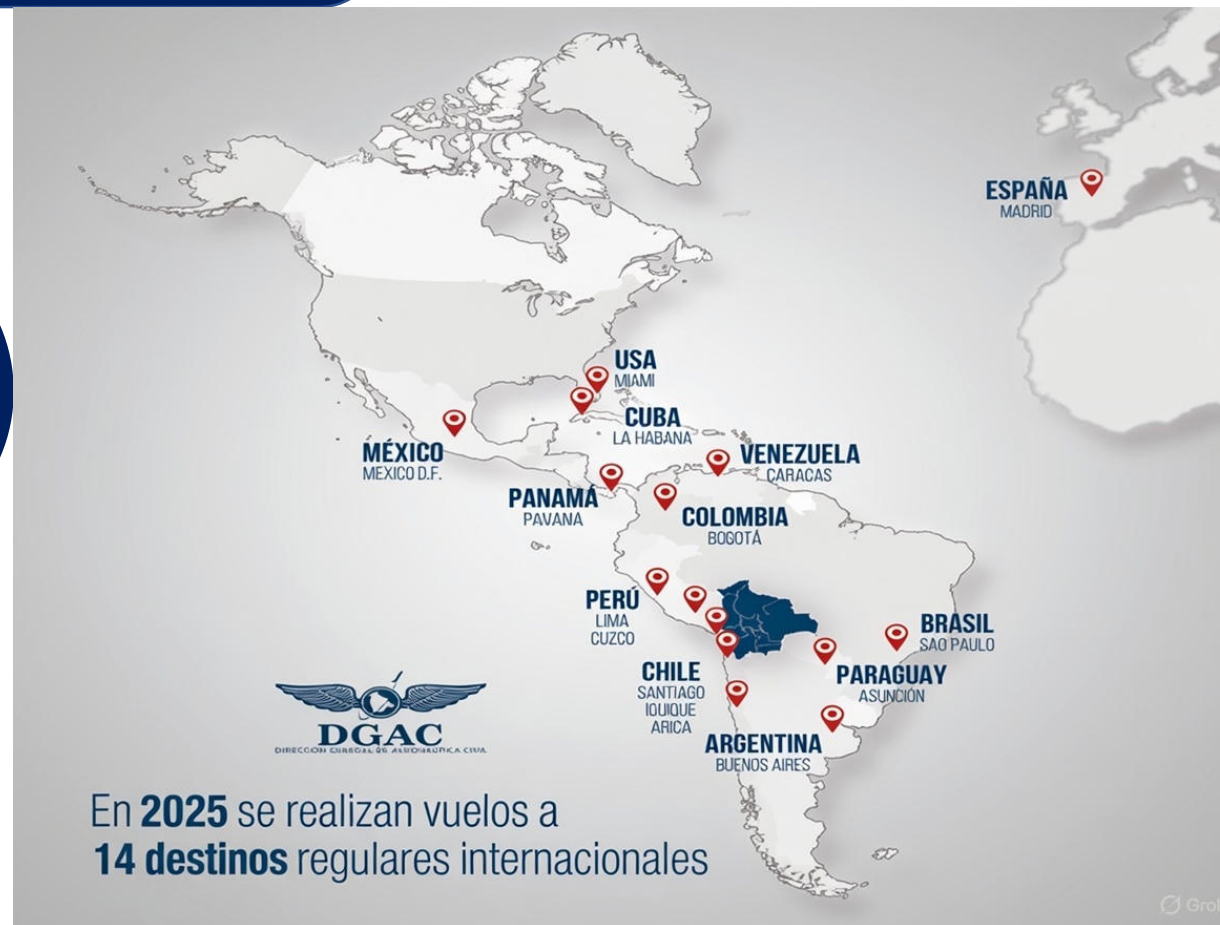 ESPAÑA
MADRID
USA
MIAMI
CUBA
LA HABANA
MÉXICO
MEXICO D.F.
VENEZUELA
CARACAS
PANAMÁ
PAVANA
COLOMBIA
BOGOTÁ
PERÚ
LIMA
CUZCO
BRASIL
SAO PAULO
CHILE
SANTIAGO
IQUIQUE
ARICA
PARAGUAY
ASUNCIÓN
ARGENTINA
BUENOS AIRES
DGAC
En 2025 se realizan vuelos a
14 destinos regulares internacionales